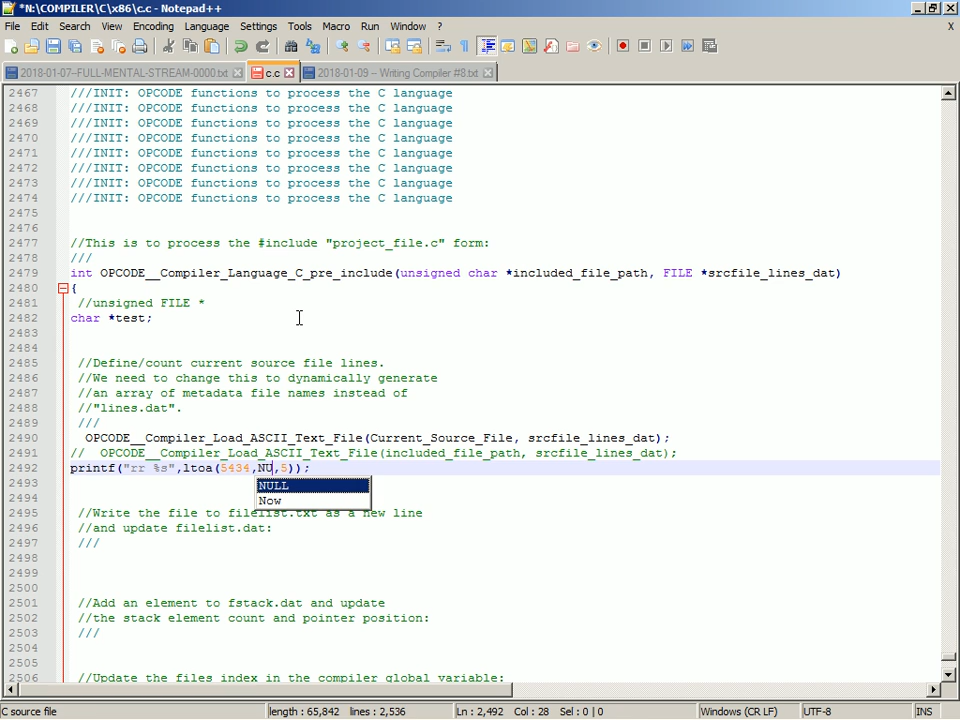 *N:\COMPILER\C\x86\c.c - Notepad++
File Edit Search View Encoding Language Settings Tools Macro Run Window ? X
2018-01-07--FULL-MENTAL-STREAM-0000.txt c.c 2018-01-09 -- Writing Compiler #8.txt
2467 ///INIT: OPCODE functions to process the C language
2468 ///INIT: OPCODE functions to process the C language
2469 ///INIT: OPCODE functions to process the C language
2470 ///INIT: OPCODE functions to process the C language
2471 ///INIT: OPCODE functions to process the C language
2472 ///INIT: OPCODE functions to process the C language
2473 ///INIT: OPCODE functions to process the C language
2474 ///INIT: OPCODE functions to process the C language
2475
2476
2477 //This is to process the #include "project_file.c" form:
2478 ///
2479 int OPCODE__Compiler_Language_C_pre_include(unsigned char *included_file_path, FILE *srcfile_lines_dat)
2480 {
2481 //unsigned FILE *
2482 char *test;
2483
2484
2485 //Define/count current source file lines.
2486 //We need to change this to dynamically generate
2487 //an array of metadata file names instead of
2488 //"lines.dat".
2489 ///
2490 OPCODE__Compiler_Load_ASCII_Text_File(Current_Source_File, srcfile_lines_dat);
2491 // OPCODE__Compiler_Load_ASCII_Text_File(included_file_path, srcfile_lines_dat);
2492 printf("rr %s",ltoa(5434,NU,5));
2493 NULL
2494 Now
2495 //Write the file to filelist.txt as a new line
2496 //and update filelist.dat:
2497 ///
2498
2499
2500
2501 //Add an element to fstack.dat and update
2502 //the stack element count and pointer position:
2503 ///
2504
2505
2506 //Update the files index in the compiler global variable:
C source file length : 65,842 lines : 2,536 Ln : 2,492 Col : 28 Sel : 0 | 0 Windows (CR LF) UTF-8 INS